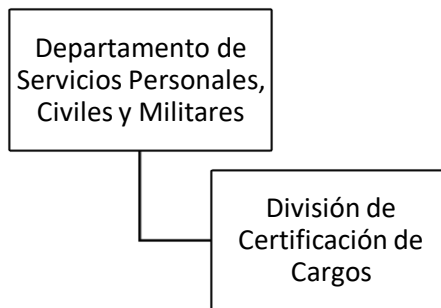 Departamento de
Servicios Personales,
Civiles y Militares
División de
Certificación de
Cargos